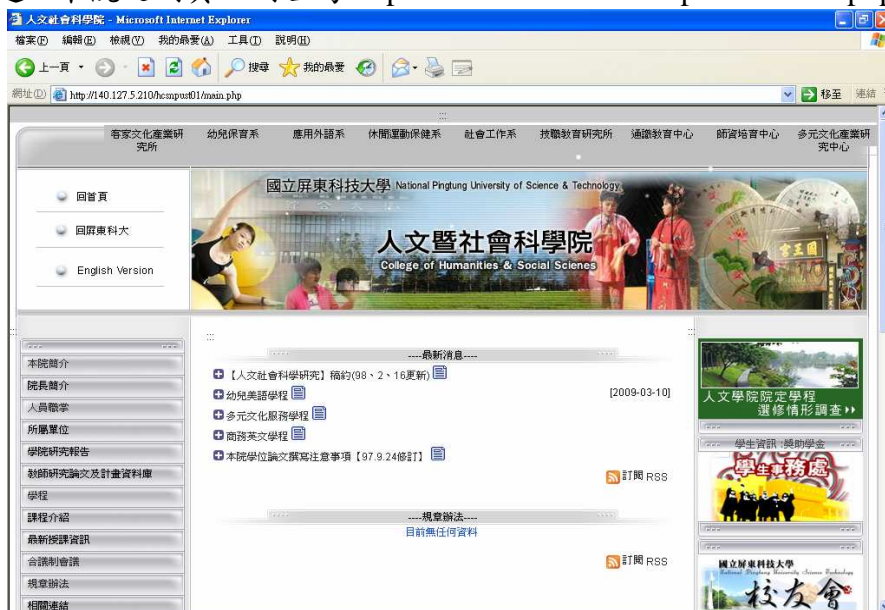 人文社會科學院 - Microsoft Internet Explorer
檔案(F) 編輯(E) 檢視(V) 我的最愛(A) 工具(T) 說明(H)
上一頁 搜尋 我的最愛
網址(D) http://140.127.5.210/hcmpust01/main.php 移至 連結
客家文化產業研究所 幼兒保育系 應用外語系 休閒運動保健系 社會工作系 技職教育研究所 通識教育中心 師資培育中心 多元文化產業研究中心
回首頁
回屏東科大
English Version
國立屏東科技大學 National Pingtung University of Science & Technology
人文暨社會科學院
College of Humanities & Social Scienes
本院簡介
院長簡介
人員職掌
所屬單位
學院研究報告
教師研究論文及計畫資料庫
學程
課程介紹
最新授課資訊
合議制會議
規章辦法
相關連結
----最新消息----
【人文社會科學研究】稿約(98、2、16更新)
幼兒美語學程 [2009-03-10]
多元文化服務學程
商務英文學程
本院學位論文撰寫注意事項【97.9.24修訂】
訂閱 RSS
----規章辦法----
目前無任何資料
訂閱 RSS
人文學院院定學程
選修情形調查
學生資訊:獎助學金
學生事務處
國立屏東科技大學
校友會